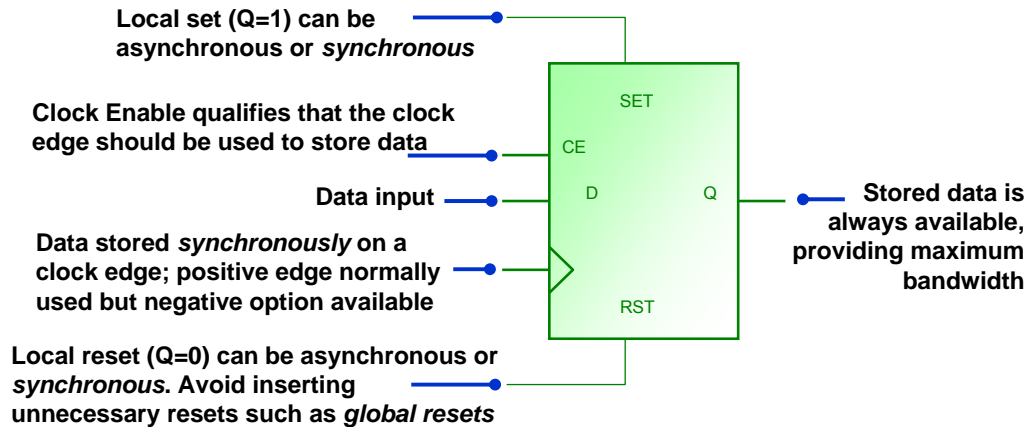 Local set (Q=1) can be
asynchronous or synchronous
SET
Clock Enable qualifies that the clock
edge should be used to store data
CE
Data input
D
Q
Stored data is
always available,
providing maximum
bandwidth
Data stored synchronously on a
clock edge; positive edge normally
used but negative option available
RST
Local reset (Q=0) can be asynchronous or
synchronous. Avoid inserting
unnecessary resets such as global resets